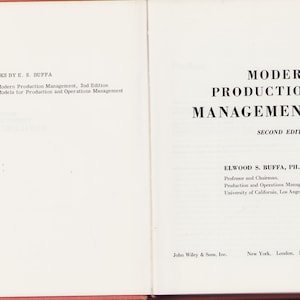 BY E. S. BUFFA
Modern Production Management, 2nd Edition
Models for Production and Operations Management
MODER
PRODUCTIO
MANAGEMEN
SECOND EDIT
ELWOOD S. BUFFA, PH.
Professor and Chairman,
Production and Operations Manag
University of California, Los Ange
John Wiley & Sons, Inc.
New York, London,